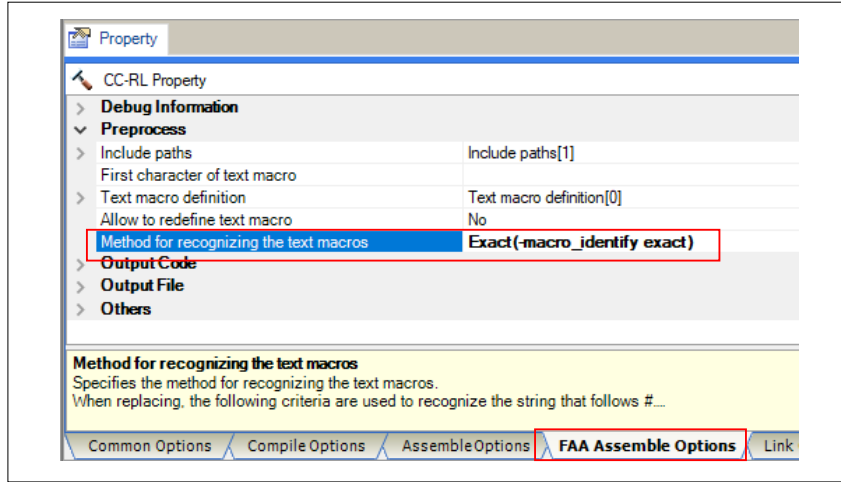 Property
CC-RL Property
Debug Information
Preprocess
Include paths Include paths[1]
First character of text macro
Text macro definition Text macro definition[0]
Allow to redefine text macro No
Method for recognizing the text macros Exact(-macro_identify exact)
Output Code
Output File
Others
Method for recognizing the text macros
Specifies the method for recognizing the text macros.
When replacing, the following criteria are used to recognize the string that follows #....
Common Options Compile Options Assemble Options FAA Assemble Options Link